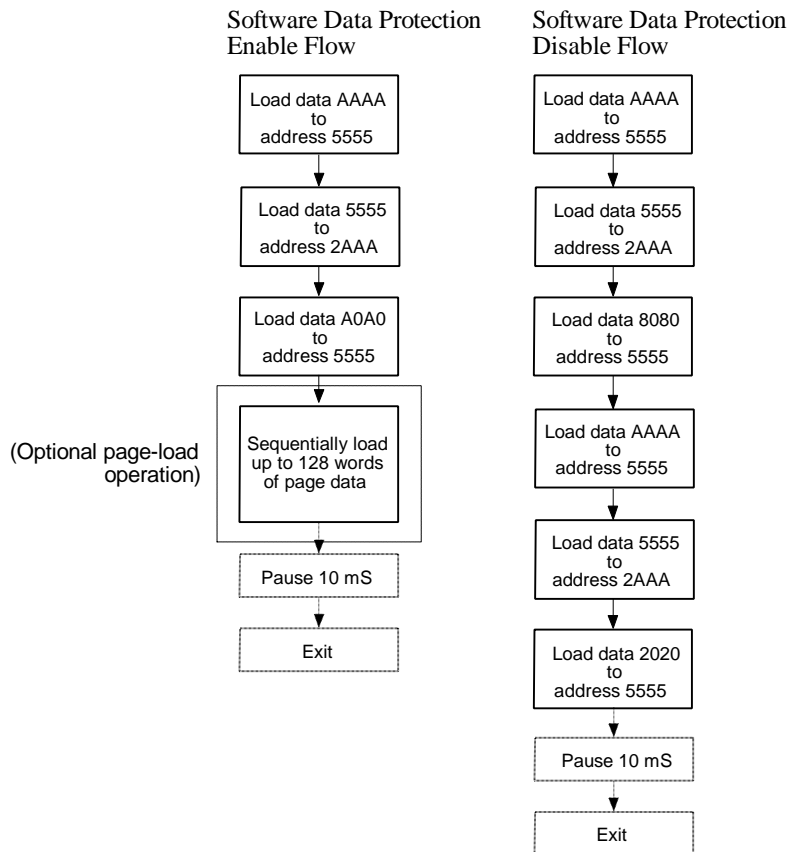 Software Data Protection
Enable Flow
Load data AAAA
to
address 5555
Load data 5555
to
address 2AAA
Load data A0A0
to
address 5555
(Optional page-load
operation)
Sequentially load
up to 128 words
of page data
Pause 10 mS
Exit
Software Data Protection
Disable Flow
Load data AAAA
to
address 5555
Load data 5555
to
address 2AAA
Load data 8080
to
address 5555
Load data AAAA
to
address 5555
Load data 5555
to
address 2AAA
Load data 2020
to
address 5555
Pause 10 mS
Exit